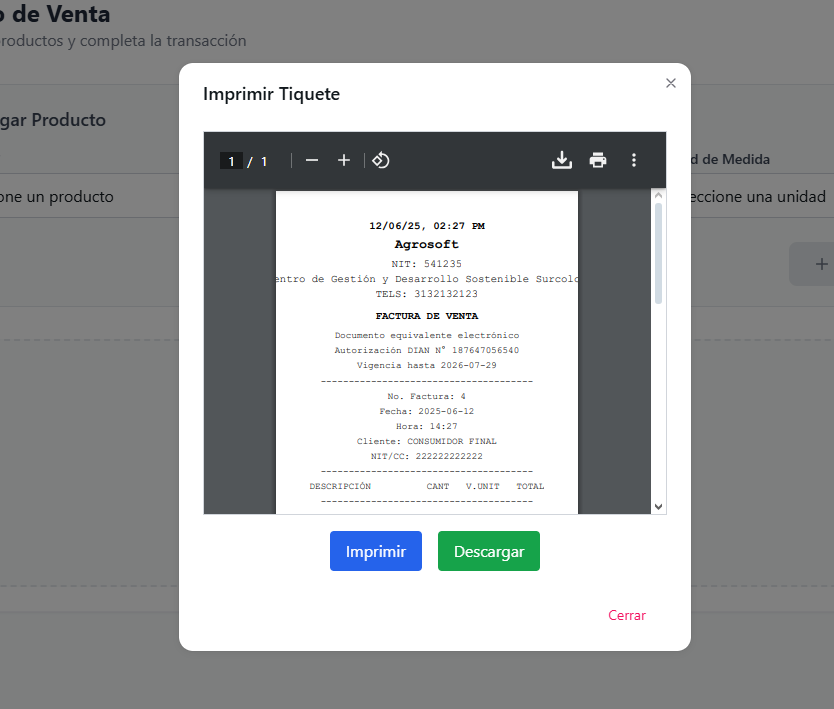 o de Venta
roductos y completa la transacción
gar Producto
one un producto
d de Medida
eccione una unidad
Imprimir Tiquete
1 / 1
12/06/25, 02:27 PM
Agrosoft
NIT: 541235
entro de Gestión y Desarrollo Sostenible Surcolo
TELS: 3132132123
FACTURA DE VENTA
Documento equivalente electrónico
Autorización DIAN N° 187647056540
Vigencia hasta 2026-07-29
--------------------------------------
No. Factura: 4
Fecha: 2025-06-12
Hora: 14:27
Cliente: CONSUMIDOR FINAL
NIT/CC: 222222222222
--------------------------------------
DESCRIPCIÓN CANT V.UNIT TOTAL
--------------------------------------
Imprimir
Descargar
Cerrar